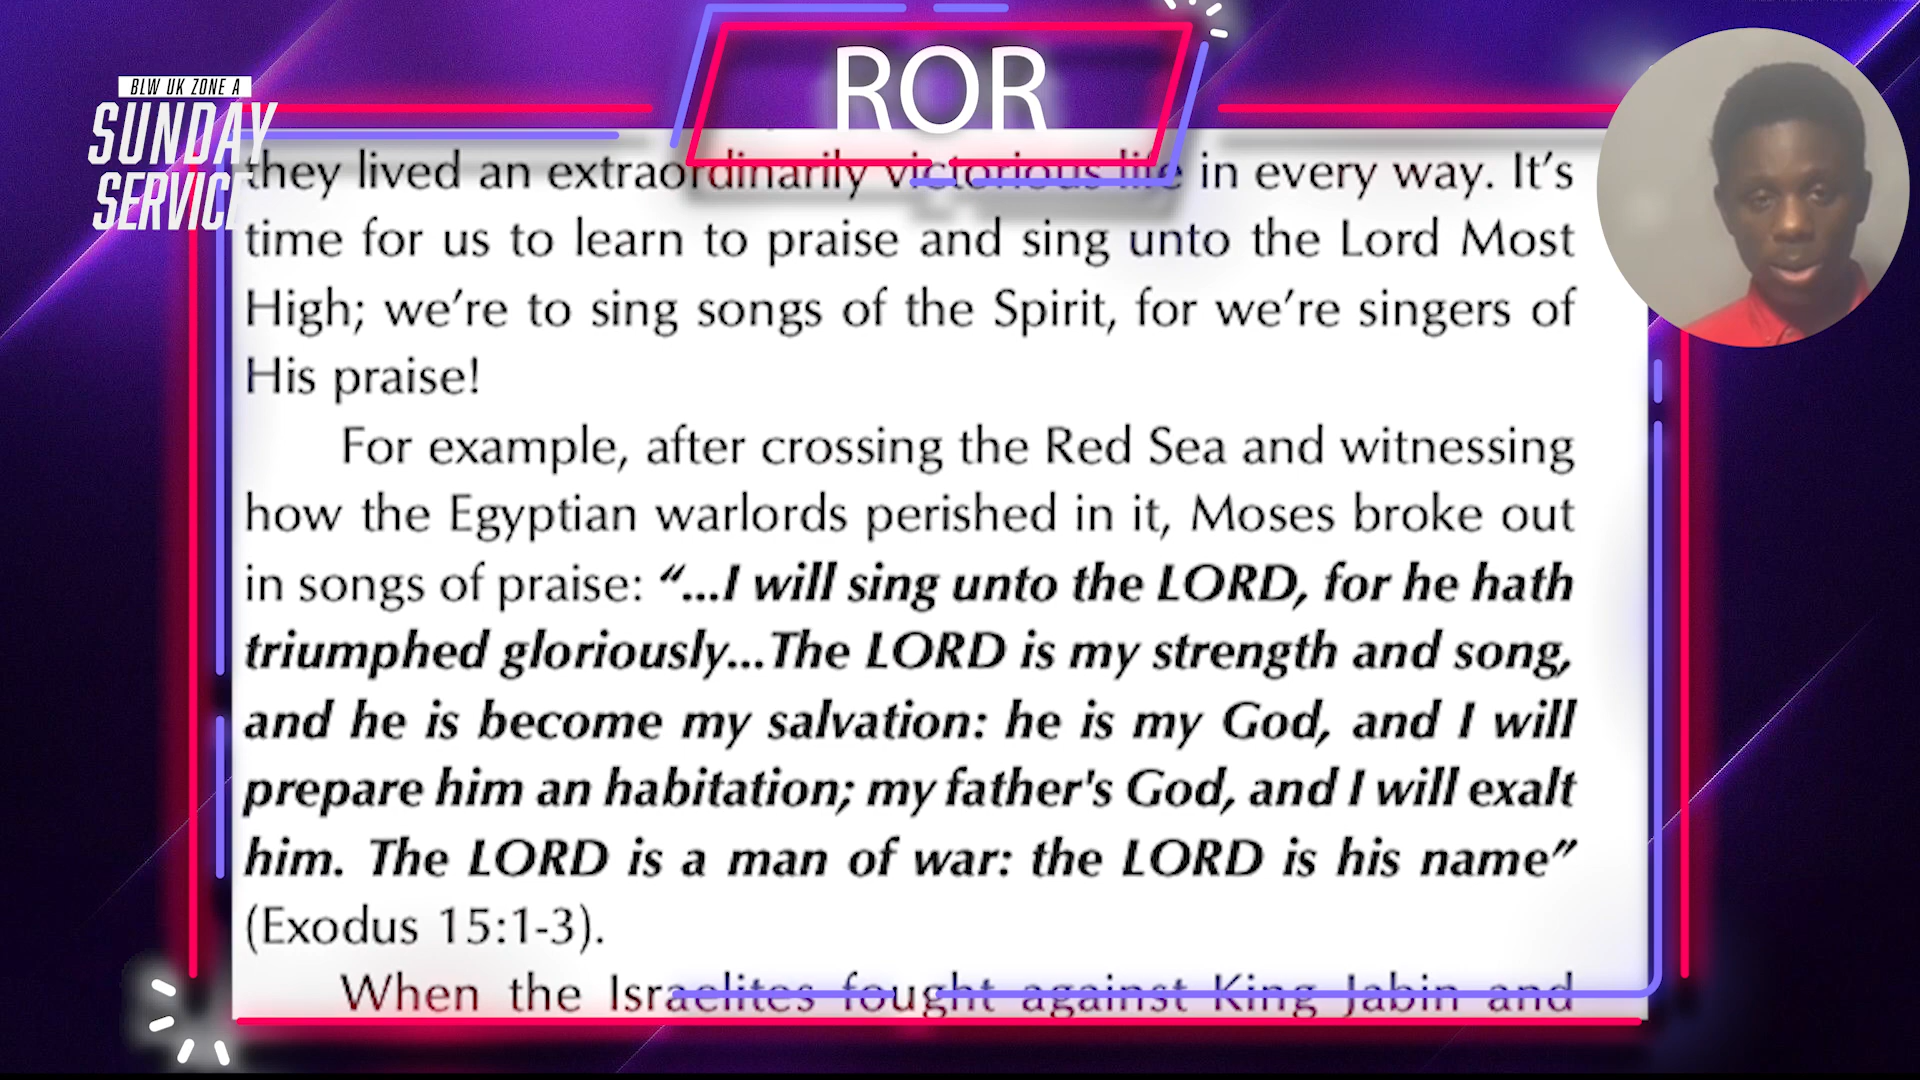 BLW UK ZONE A
SUNDAY
SERVICE
ROR
they lived an extraordinarily victorious life in every way. It's
time for us to learn to praise and sing unto the Lord Most
High; we're to sing songs of the Spirit, for we're singers of
His praise!
For example, after crossing the Red Sea and witnessing
how the Egyptian warlords perished in it, Moses broke out
in songs of praise: “...I will sing unto the LORD, for he hath
triumphed gloriously...The LORD is my strength and song,
and he is become my salvation: he is my God, and I will
prepare him an habitation; my father's God, and I will exalt
him. The LORD is a man of war: the LORD is his name”
(Exodus 15:1-3).
When the Israelites fought against King Jabin and